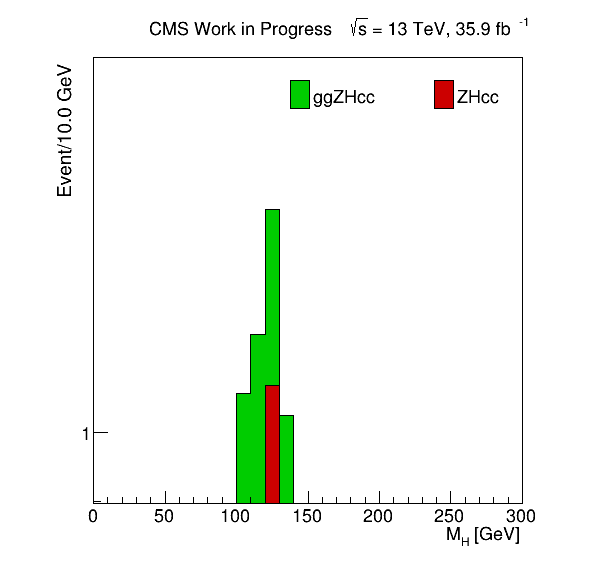 CMS Work in Progress √s = 13 TeV, 35.9 fb -1
Event/10.0 GeV
ggZHcc ZHcc
1
0 50 100 150 200 250 300
M_H [GeV]